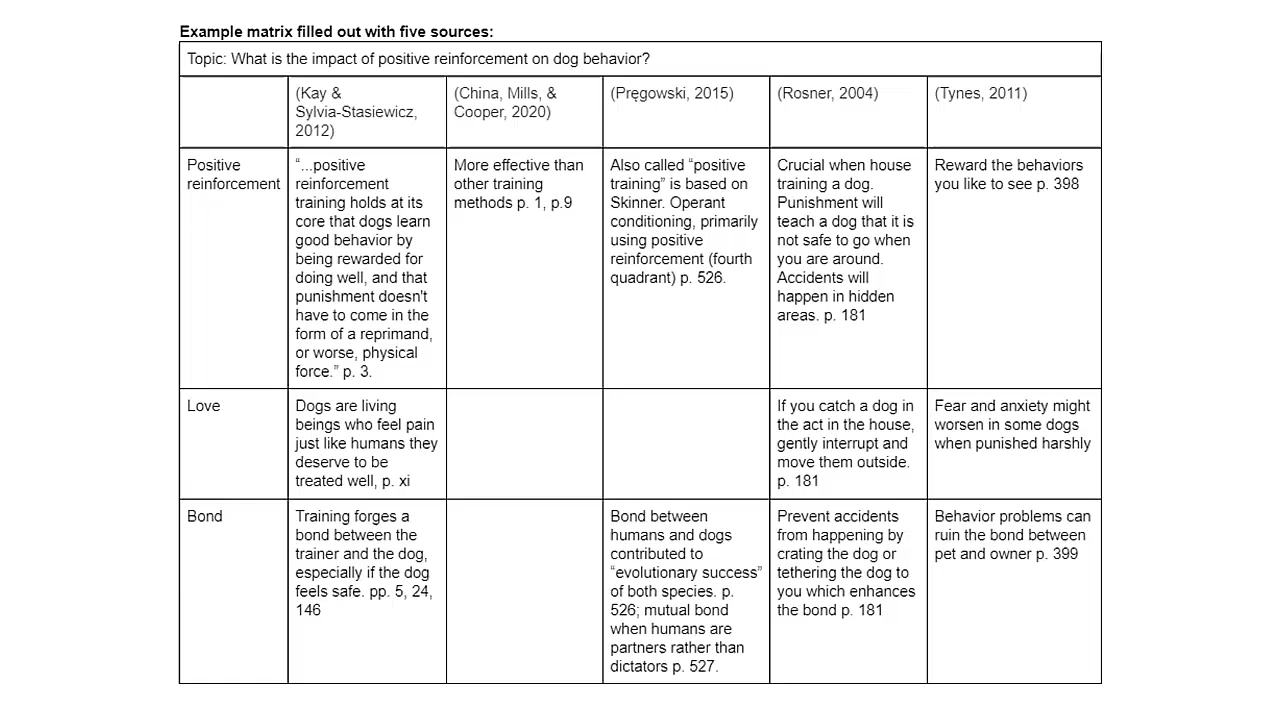 Example matrix filled out with five sources:
Topic: What is the impact of positive reinforcement on dog behavior?
(Kay &
Sylvia-Stasiewicz,
2012)
(China, Mills, &
Cooper, 2020)
(Pręgowski, 2015)
(Rosner, 2004)
(Tynes, 2011)
Positive
reinforcement
“...positive
reinforcement
training holds at its
core that dogs learn
good behavior by
being rewarded for
doing well, and that
punishment doesn't
have to come in the
form of a reprimand,
or worse, physical
force.” p. 3.
More effective than
other training
methods p. 1, p.9
Also called “positive
training” is based on
Skinner. Operant
conditioning, primarily
using positive
reinforcement (fourth
quadrant) p. 526.
Crucial when house
training a dog.
Punishment will
teach a dog that it is
not safe to go when
you are around.
Accidents will
happen in hidden
areas. p. 181
Reward the behaviors
you like to see p. 398
Love
Dogs are living
beings who feel pain
just like humans they
deserve to be
treated well, p. xi
If you catch a dog in
the act in the house,
gently interrupt and
move them outside.
p. 181
Fear and anxiety might
worsen in some dogs
when punished harshly
Bond
Training forges a
bond between the
trainer and the dog,
especially if the dog
feels safe. pp. 5, 24,
146
Bond between
humans and dogs
contributed to
“evolutionary success”
of both species. p.
526; mutual bond
when humans are
partners rather than
dictators p. 527.
Prevent accidents
from happening by
crating the dog or
tethering the dog to
you which enhances
the bond p. 181
Behavior problems can
ruin the bond between
pet and owner p. 399